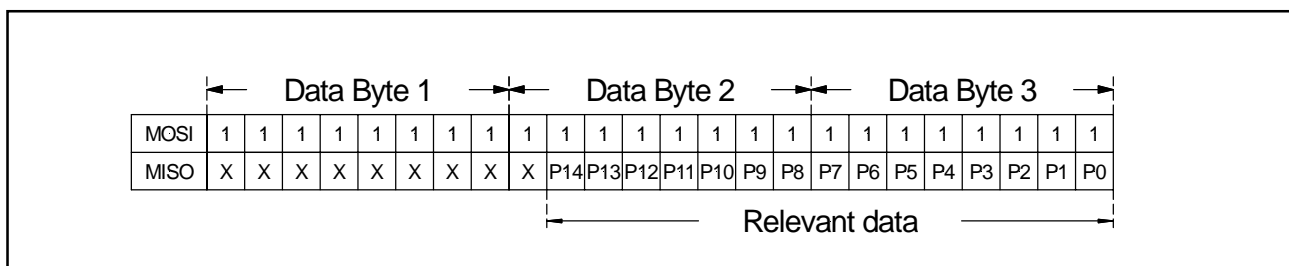 Data Byte 1 Data Byte 2 Data Byte 3
MOSI 1 1 1 1 1 1 1 1 1 1 1 1 1 1 1 1 1 1 1 1 1 1 1 1
MISO X X X X X X X X X P14 P13 P12 P11 P10 P9 P8 P7 P6 P5 P4 P3 P2 P1 P0
Relevant data